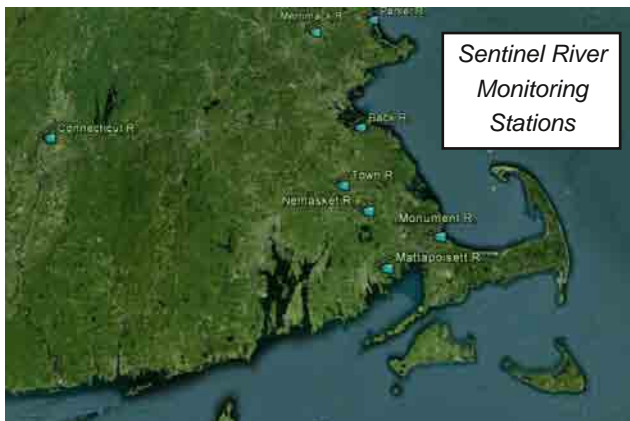 Merrimack R
Parker R
Sentinel River
Monitoring
Stations
Connecticut R
Back R
Town R
Nemasket R
Monument R
Mattapoisett R